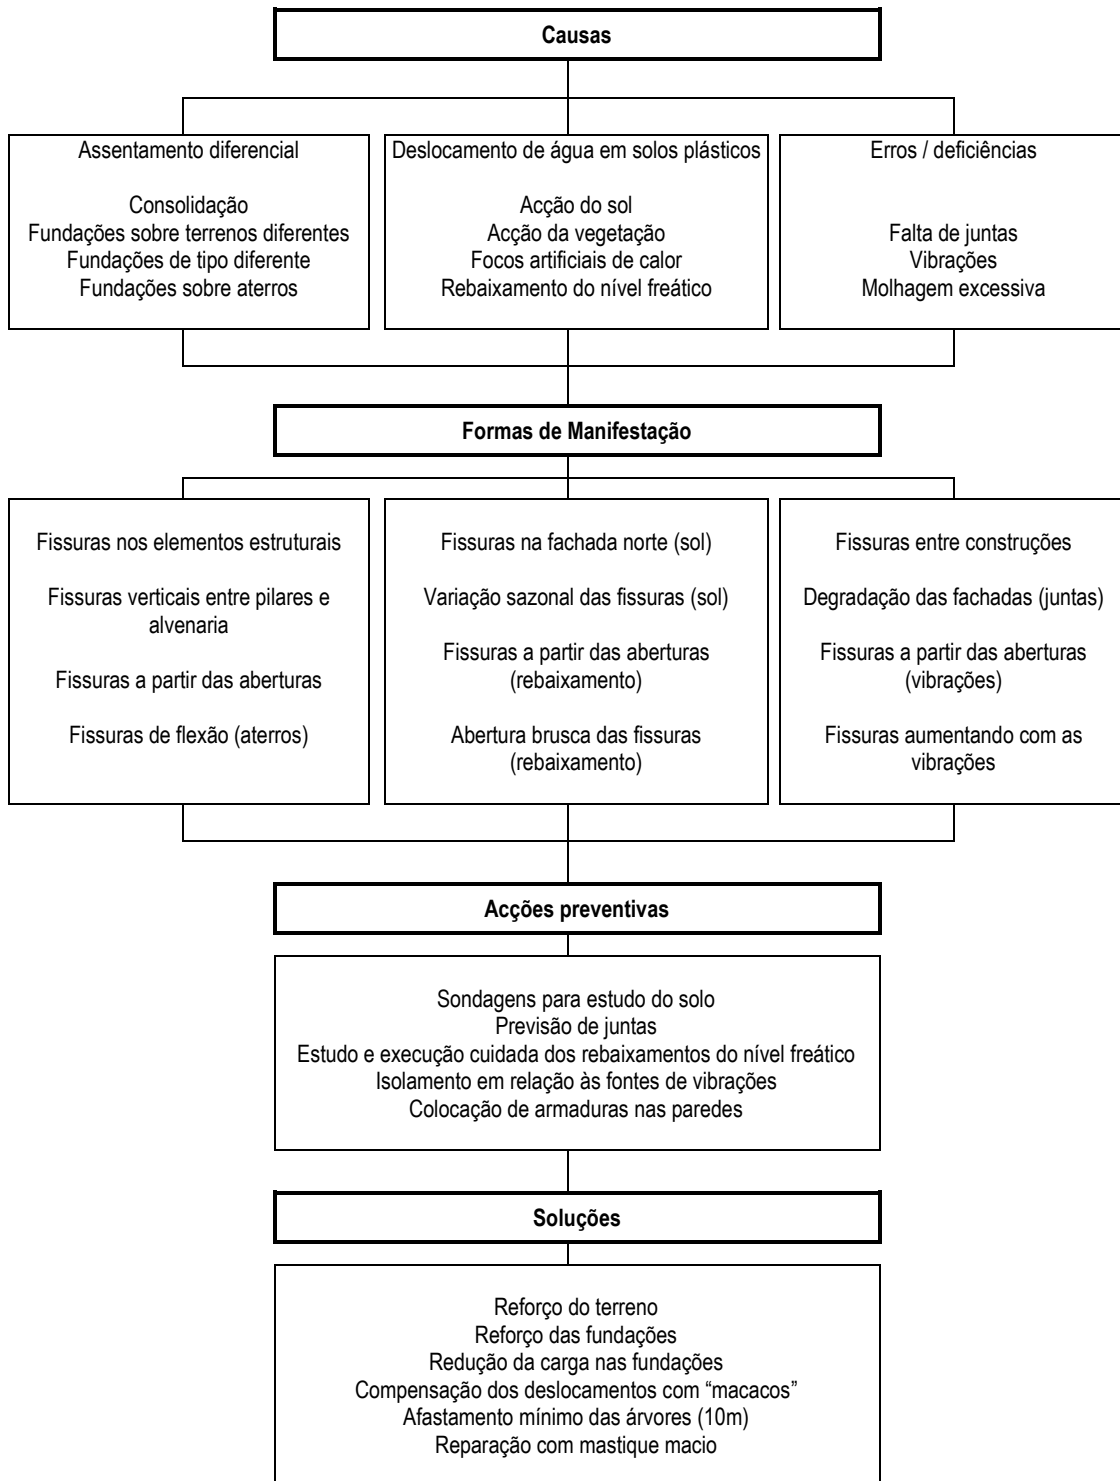 Causas
Assentamento diferencial
Consolidação
Fundações sobre terrenos diferentes
Fundações de tipo diferente
Fundações sobre aterros
Deslocamento de água em solos plásticos
Acção do sol
Acção da vegetação
Focos artificiais de calor
Rebaixamento do nível freático
Erros / deficiências
Falta de juntas
Vibrações
Molhagem excessiva
Formas de Manifestação
Fissuras nos elementos estruturais
Fissuras verticais entre pilares e
alvenaria
Fissuras a partir das aberturas
Fissuras de flexão (aterros)
Fissuras na fachada norte (sol)
Variação sazonal das fissuras (sol)
Fissuras a partir das aberturas
(rebaixamento)
Abertura brusca das fissuras
(rebaixamento)
Fissuras entre construções
Degradação das fachadas (juntas)
Fissuras a partir das aberturas
(vibrações)
Fissuras aumentando com as
vibrações
Acções preventivas
Sondagens para estudo do solo
Previsão de juntas
Estudo e execução cuidada dos rebaixamentos do nível freático
Isolamento em relação às fontes de vibrações
Colocação de armaduras nas paredes
Soluções
Reforço do terreno
Reforço das fundações
Redução da carga nas fundações
Compensação dos deslocamentos com “macacos”
Afastamento mínimo das árvores (10m)
Reparação com mastique macio